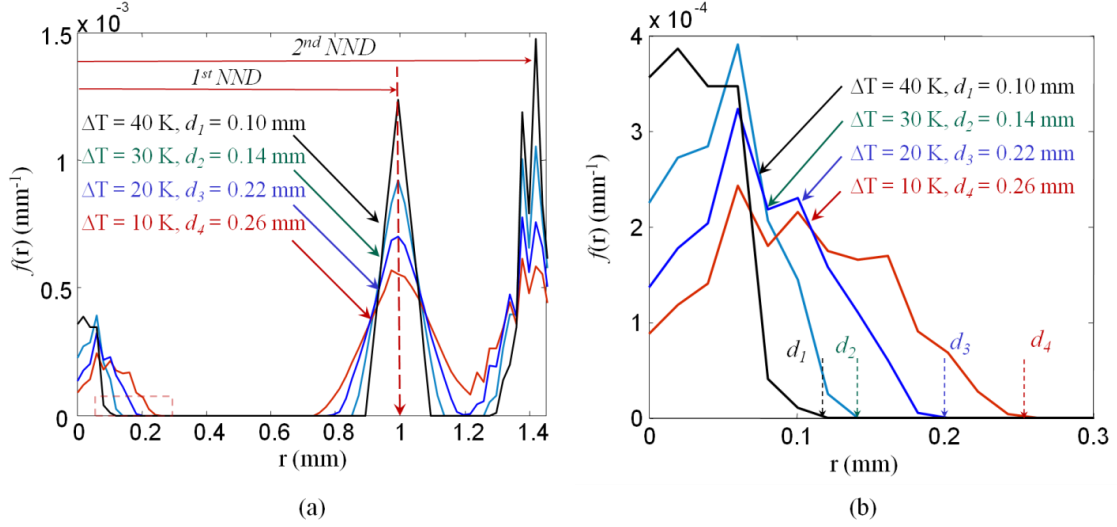 x 10⁻³
1.5
1
0.5
0
f(r) (mm⁻¹)
2ⁿᵈ NND
1ˢᵗ NND
ΔT = 40 K, d₁ = 0.10 mm
ΔT = 30 K, d₂ = 0.14 mm
ΔT = 20 K, d₃ = 0.22 mm
ΔT = 10 K, d₄ = 0.26 mm
0 0.2 0.4 0.6 0.8 1 1.2 1.4
r (mm)
(a)
x 10⁻⁴
4
3
2
1
0
f(r) (mm⁻¹)
ΔT = 40 K, d₁ = 0.10 mm
ΔT = 30 K, d₂ = 0.14 mm
ΔT = 20 K, d₃ = 0.22 mm
ΔT = 10 K, d₄ = 0.26 mm
d₁ d₂ d₃ d₄
0 0.1 0.2 0.3
r (mm)
(b)